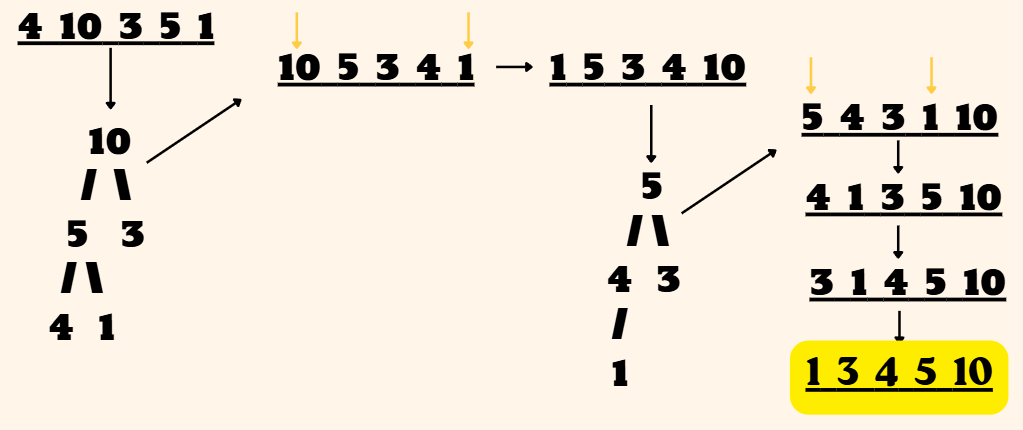 4 10 3 5 1
10
5 3
4 1
10 5 3 4 1
1 5 3 4 10
5
4 3
1
5 4 3 1 10
4 1 3 5 10
3 1 4 5 10
1 3 4 5 10